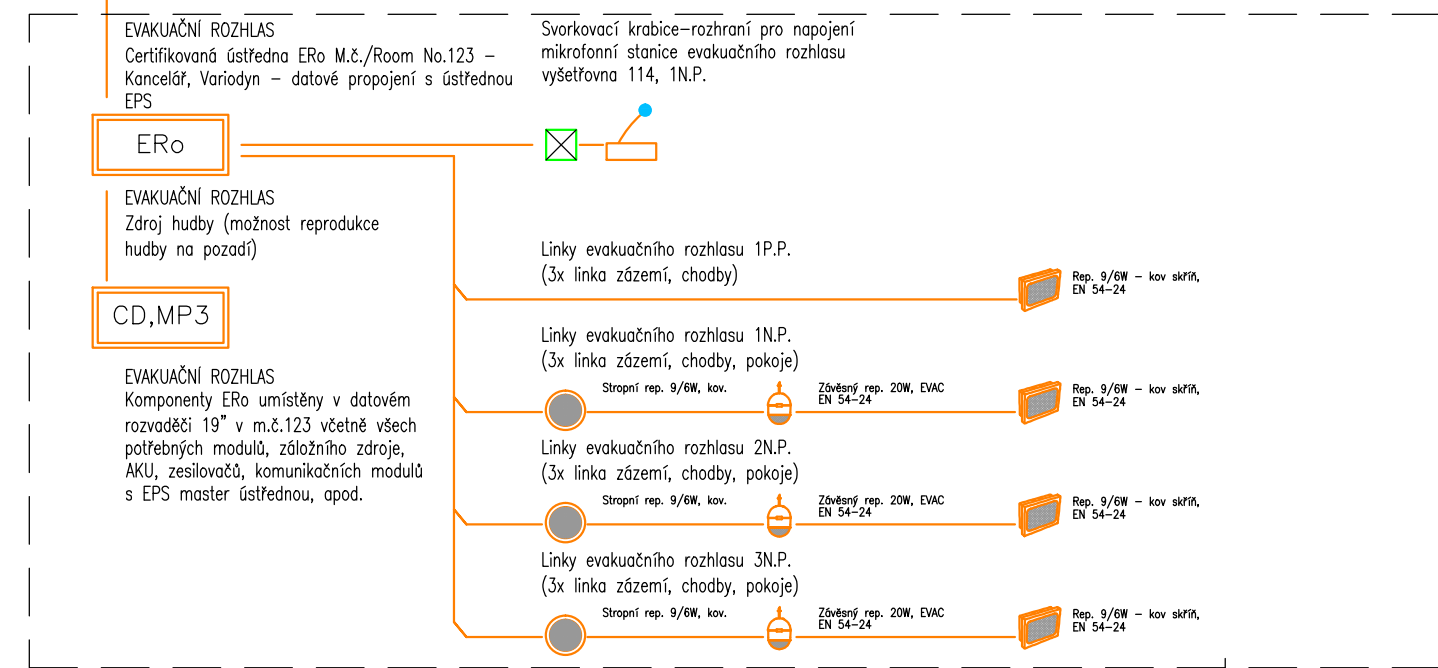 EVAKUAČNÍ ROZHLAS
Certifikovaná ústředna ERo M.č./Room No.123 –
Kancelář, Variodyn – datové propojení s ústřednou
EPS
ERo
EVAKUAČNÍ ROZHLAS
Zdroj hudby (možnost reprodukce
hudby na pozadí)
CD,MP3
EVAKUAČNÍ ROZHLAS
Komponenty ERo umístěny v datovém
rozvaděči 19" v m.č.123 včetně všech
potřebných modulů, záložního zdroje,
AKU, zesilovačů, komunikačních modulů
s EPS master ústřednou, apod.
Svorkovací krabice–rozhraní pro napojení
mikrofonní stanice evakuačního rozhlasu
vyšetřovna 114, 1N.P.
Linky evakuačního rozhlasu 1P.P.
(3x linka zázemí, chodby)
Rep. 9/6W – kov skříň,
EN 54–24
Linky evakuačního rozhlasu 1N.P.
(3x linka zázemí, chodby, pokoje)
Stropní rep. 9/6W, kov.
Závěsný rep. 20W, EVAC
EN 54–24
Rep. 9/6W – kov skříň,
EN 54–24
Linky evakuačního rozhlasu 2N.P.
(3x linka zázemí, chodby, pokoje)
Stropní rep. 9/6W, kov.
Závěsný rep. 20W, EVAC
EN 54–24
Rep. 9/6W – kov skříň,
EN 54–24
Linky evakuačního rozhlasu 3N.P.
(3x linka zázemí, chodby, pokoje)
Stropní rep. 9/6W, kov.
Závěsný rep. 20W, EVAC
EN 54–24
Rep. 9/6W – kov skříň,
EN 54–24